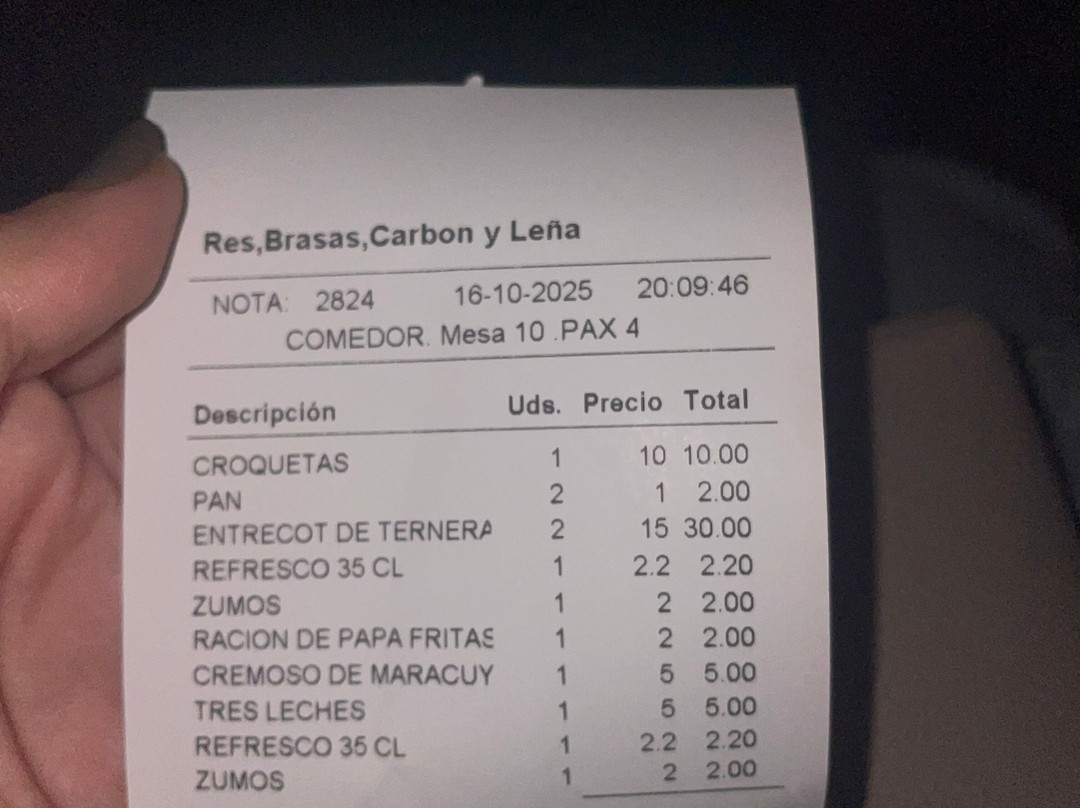 Res,Brasas,Carbon y Leña
NOTA: 2824 16-10-2025 20:09:46
COMEDOR. Mesa 10 .PAX 4
Descripción Uds. Precio Total
CROQUETAS 1 10 10.00
PAN 2 1 2.00
ENTRECOT DE TERNERA 2 15 30.00
REFRESCO 35 CL 1 2.2 2.20
ZUMOS 1 2 2.00
RACION DE PAPA FRITAS 1 2 2.00
CREMOSO DE MARACUY 1 5 5.00
TRES LECHES 1 5 5.00
REFRESCO 35 CL 1 2.2 2.20
ZUMOS 1 2 2.00